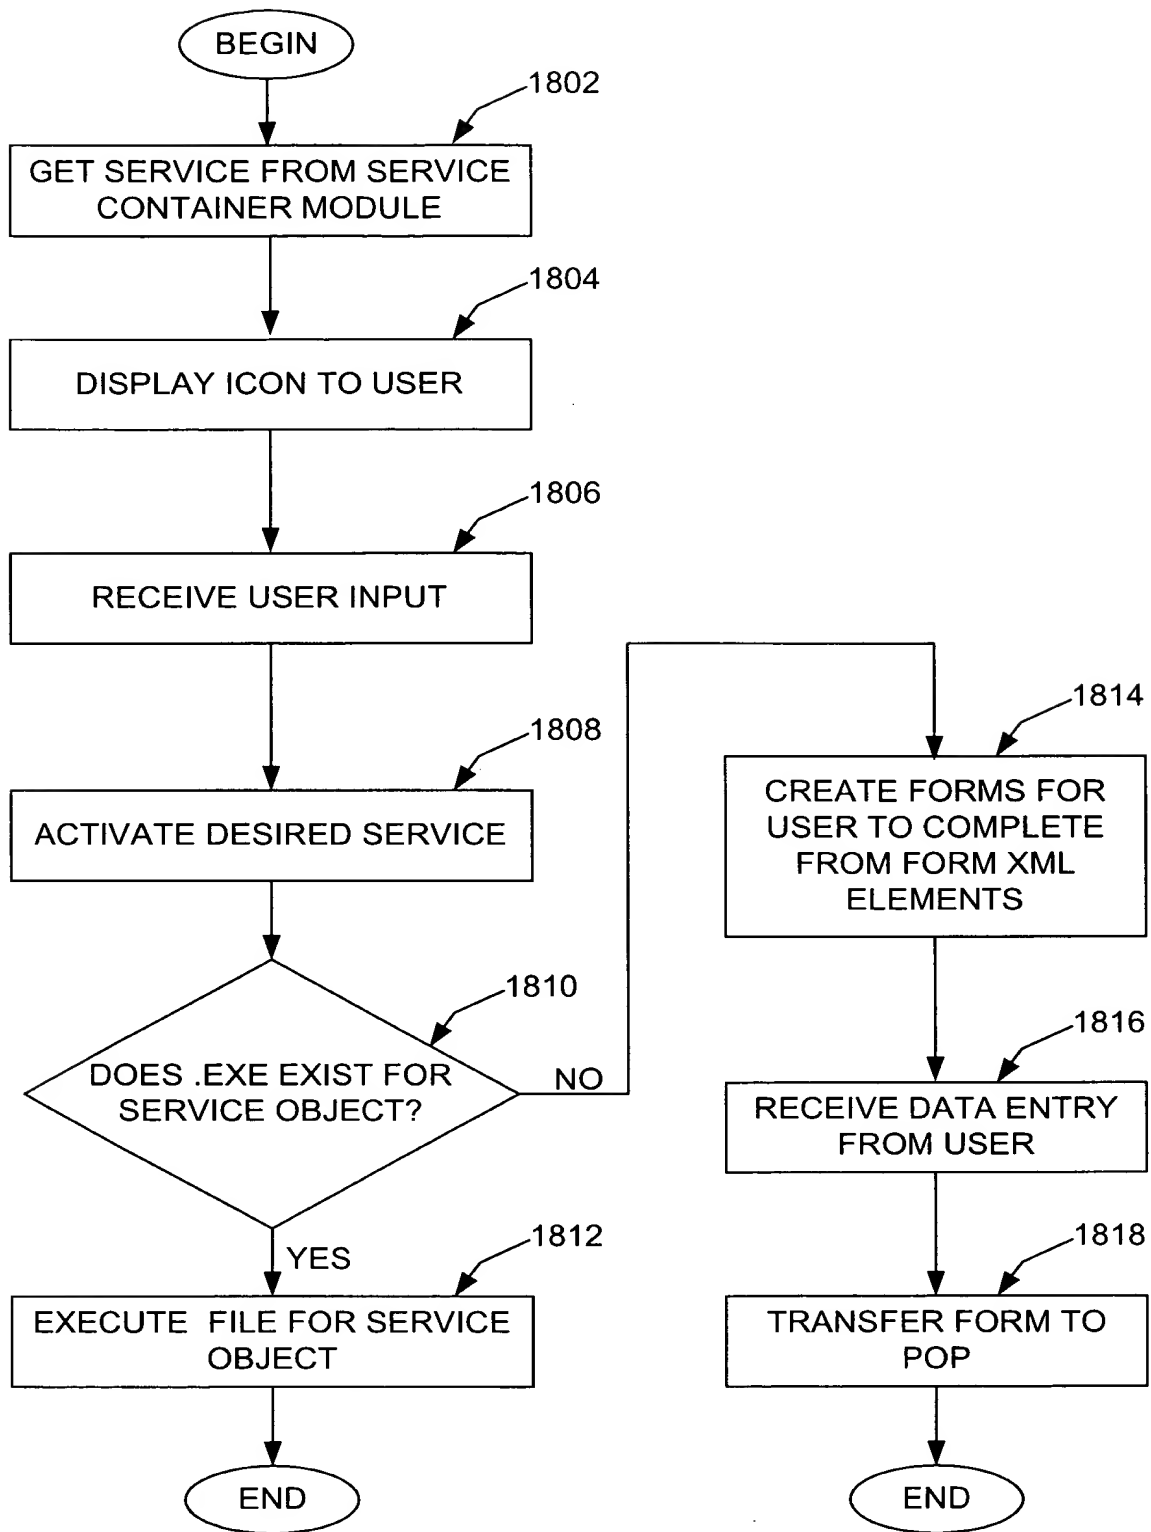 BEGIN
1802
GET SERVICE FROM SERVICE
CONTAINER MODULE
1804
DISPLAY ICON TO USER
1806
RECEIVE USER INPUT
1808
ACTIVATE DESIRED SERVICE
1810
DOES .EXE EXIST FOR
SERVICE OBJECT?
NO
YES
1812
EXECUTE FILE FOR SERVICE
OBJECT
END
1814
CREATE FORMS FOR
USER TO COMPLETE
FROM FORM XML
ELEMENTS
1816
RECEIVE DATA ENTRY
FROM USER
1818
TRANSFER FORM TO
POP
END